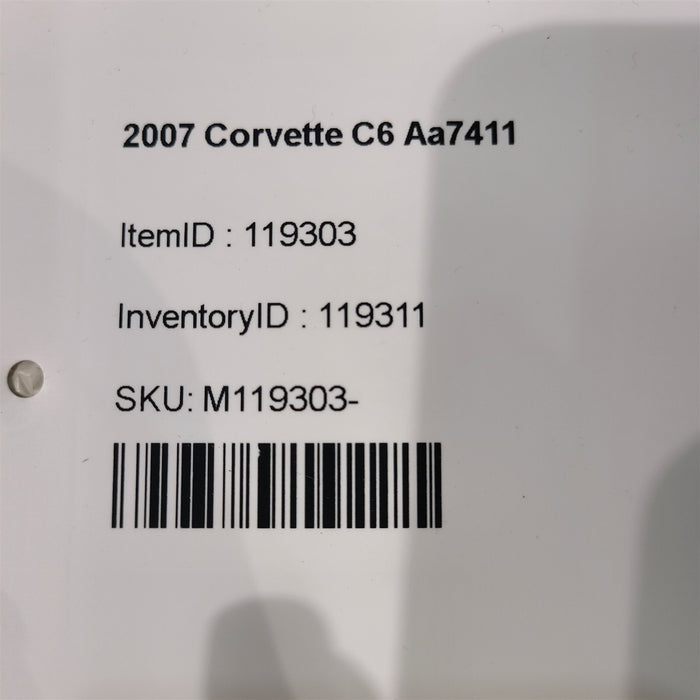 2007 Corvette C6 Aa7411
ItemID : 119303
InventoryID : 119311
SKU: M119303-